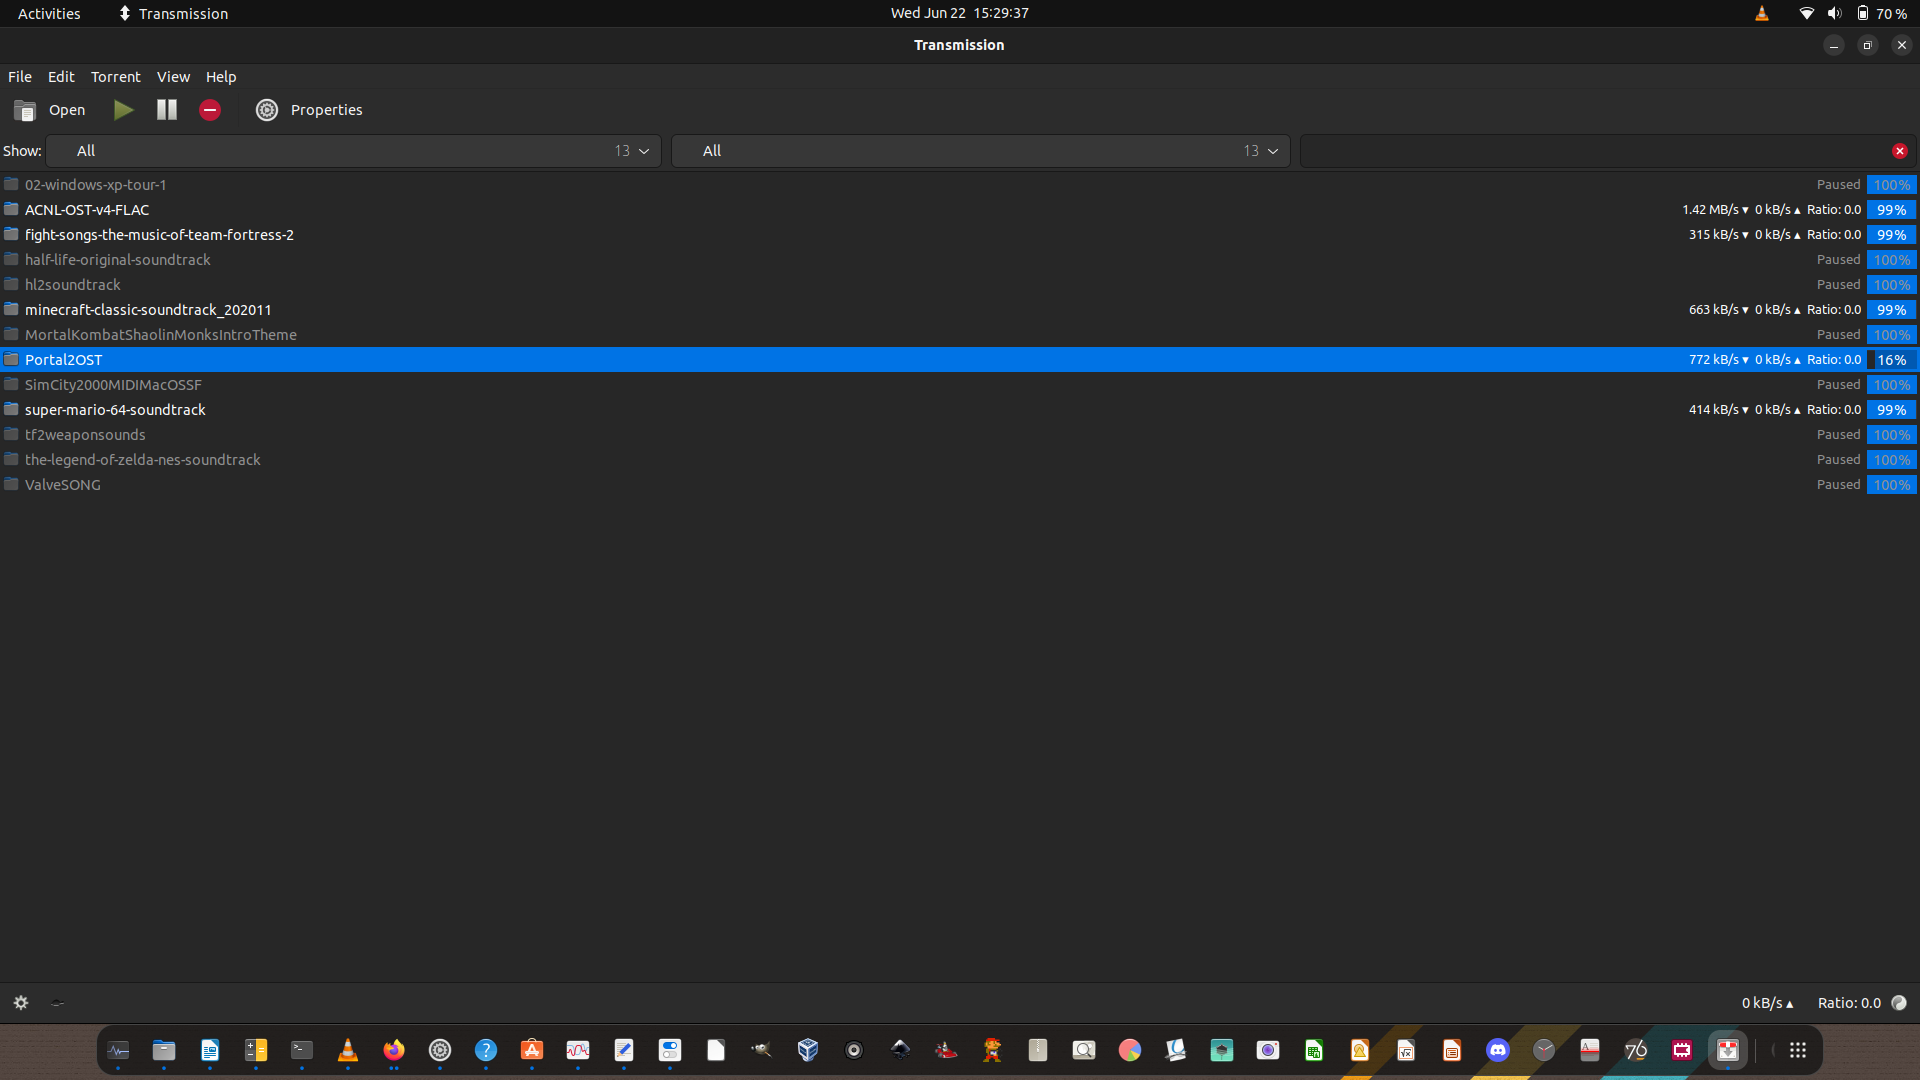 Activities Transmission Wed Jun 22 15:29:37 70 %
Transmission
File Edit Torrent View Help
Open Properties
Show: All 13 All 13
02-windows-xp-tour-1 Paused 100%
ACNL-OST-v4-FLAC 1.42 MB/s ▾ 0 kB/s ▴ Ratio: 0.0 99%
fight-songs-the-music-of-team-fortress-2 315 kB/s ▾ 0 kB/s ▴ Ratio: 0.0 99%
half-life-original-soundtrack Paused 100%
hl2soundtrack Paused 100%
minecraft-classic-soundtrack_202011 663 kB/s ▾ 0 kB/s ▴ Ratio: 0.0 99%
MortalKombatShaolinMonksIntroTheme Paused 100%
Portal2OST 772 kB/s ▾ 0 kB/s ▴ Ratio: 0.0 16%
SimCity2000MIDIMacOSSF Paused 100%
super-mario-64-soundtrack 414 kB/s ▾ 0 kB/s ▴ Ratio: 0.0 99%
tf2weaponsounds Paused 100%
the-legend-of-zelda-nes-soundtrack Paused 100%
ValveSONG Paused 100%
0 kB/s ▴ Ratio: 0.0
76